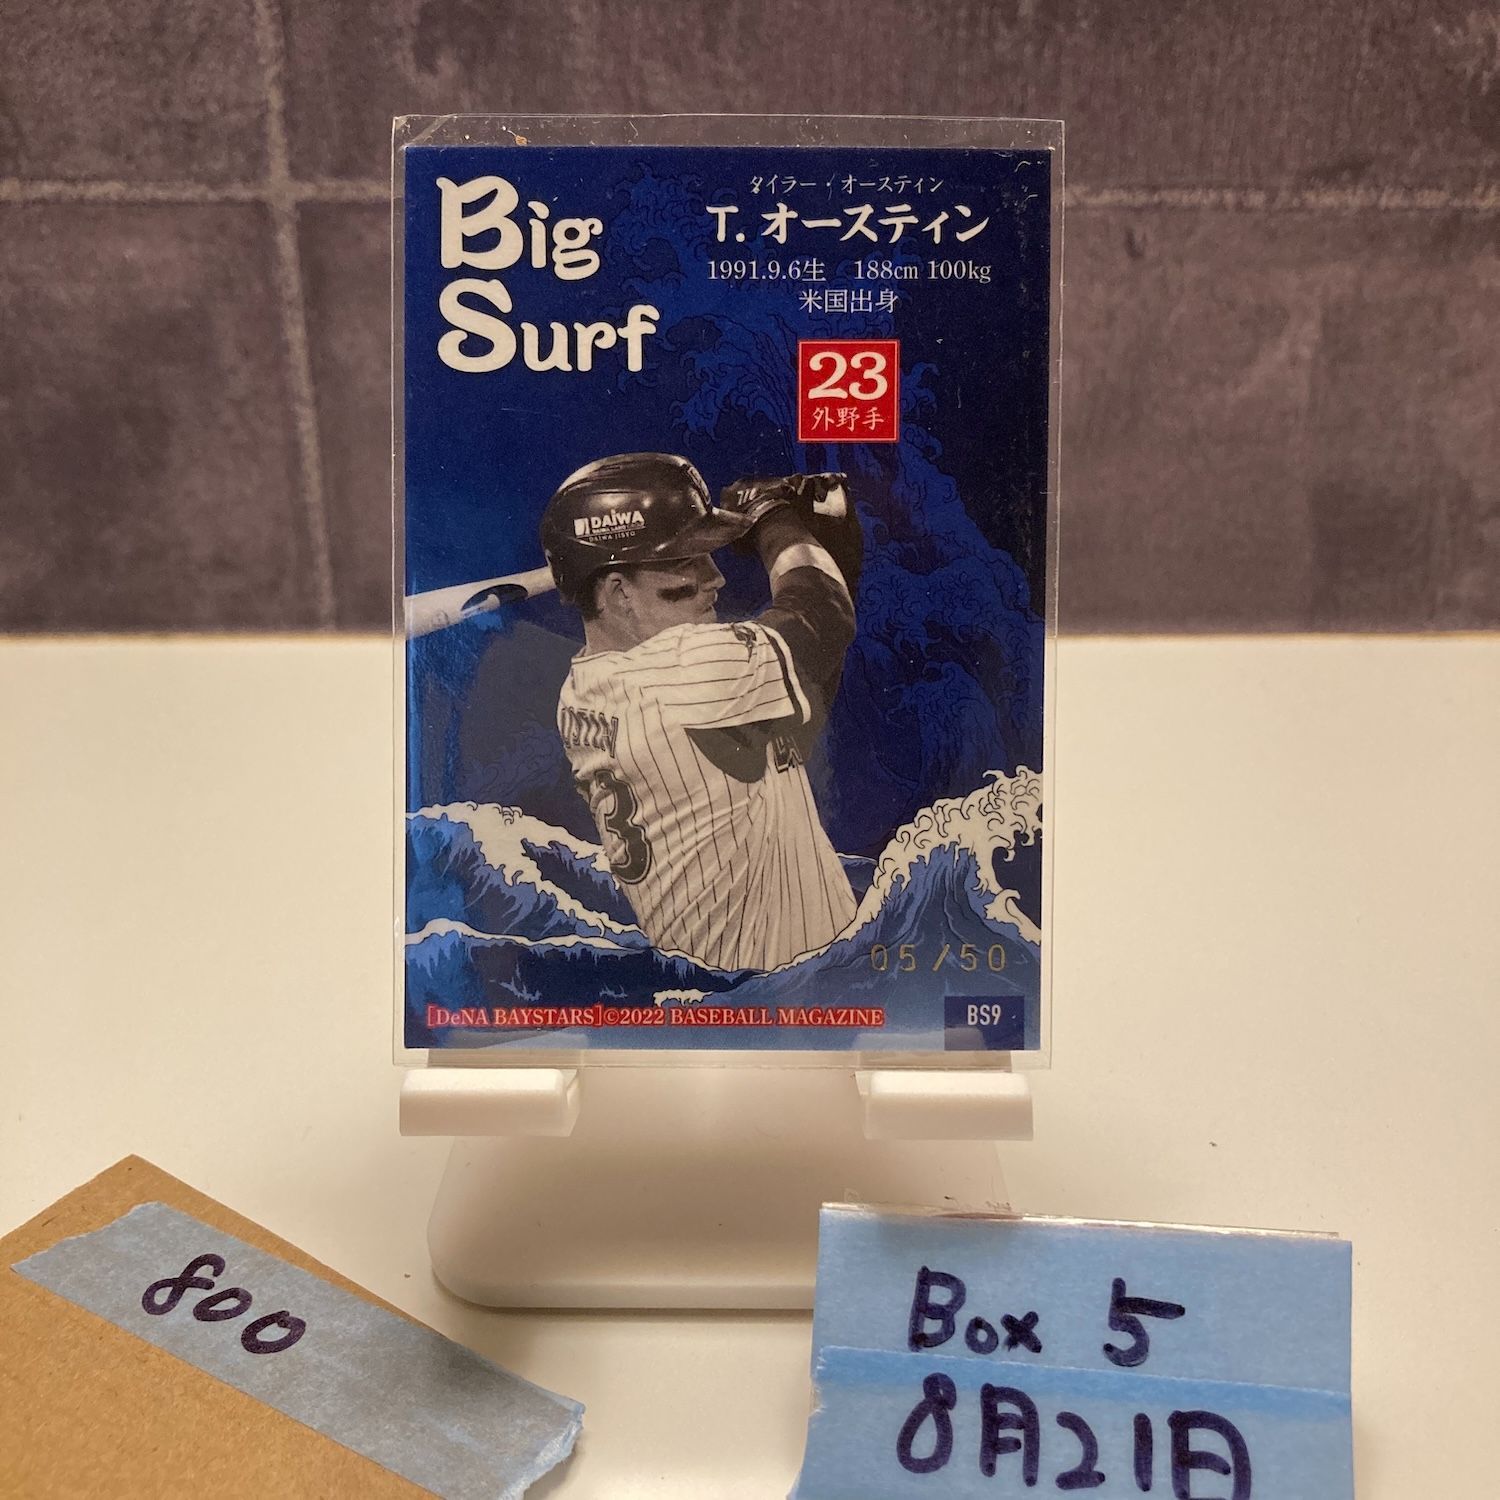 Big
Surf
タイラー・オースティン
T. オースティン
1991.9.6生 188cm 100kg
米国出身
23
外野手
DAIWA
DAIWA JISYO
05/50
[DeNA BAYSTARS]©2022 BASEBALL MAGAZINE
BS9
800
Box 5
8月21日